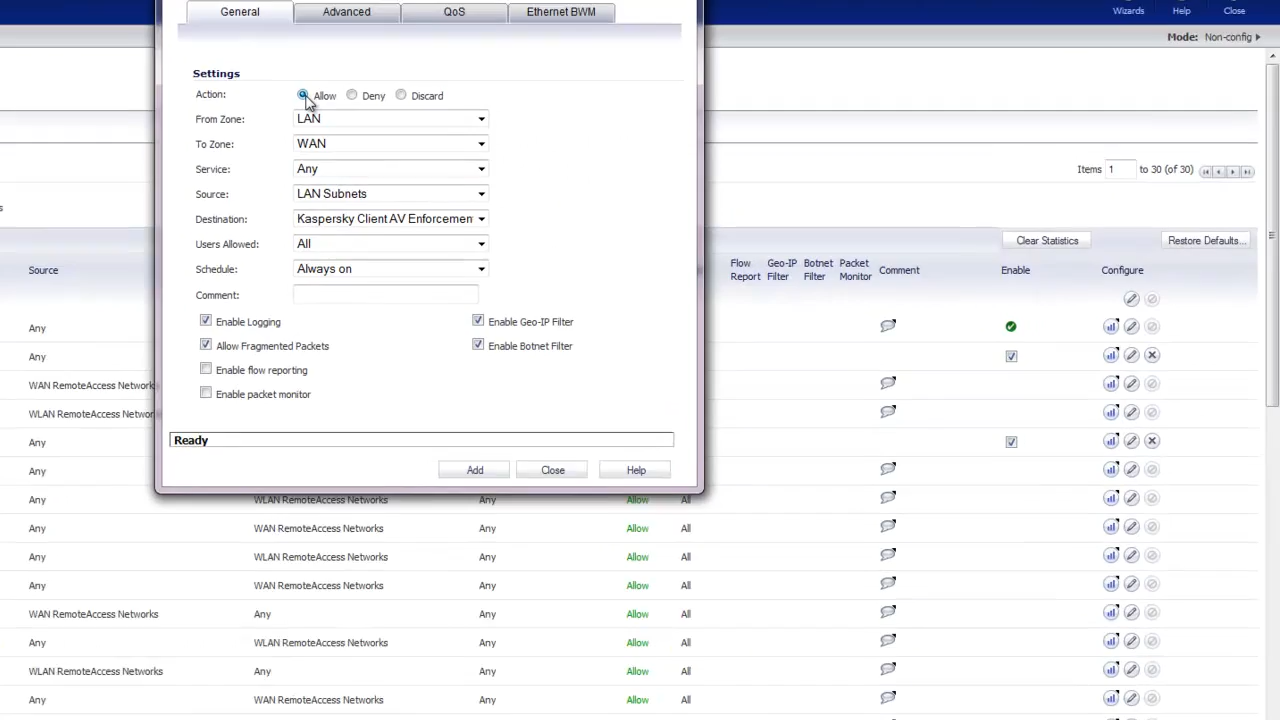 General Advanced QoS Ethernet BWM
Wizards Help Close
Mode: Non-config
Settings
Action: Allow Deny Discard
From Zone: LAN
To Zone: WAN
Service: Any
Items 1 to 30 (of 30)
Source: LAN Subnets
s
Destination: Kaspersky Client AV Enforcemen
Users Allowed: All
Clear Statistics Restore Defaults...
Schedule: Always on
Source Flow Report Geo-IP Filter Botnet Filter Packet Monitor Comment Enable Configure
Comment:
Enable Logging Enable Geo-IP Filter
Any
Allow Fragmented Packets Enable Botnet Filter
Any
Enable flow reporting
WAN RemoteAccess Networks
Enable packet monitor
WLAN RemoteAccess Networ
Ready
Any
Add Close Help
Any
Any WLAN RemoteAccess Networks Any Allow All
Any WAN RemoteAccess Networks Any Allow All
Any WLAN RemoteAccess Networks Any Allow All
Any WAN RemoteAccess Networks Any Allow All
WAN RemoteAccess Networks Any Any Allow All
Any WLAN RemoteAccess Networks Any Allow All
WLAN RemoteAccess Networks Any Any Allow All
Any WAN RemoteAccess Networks Any Allow All